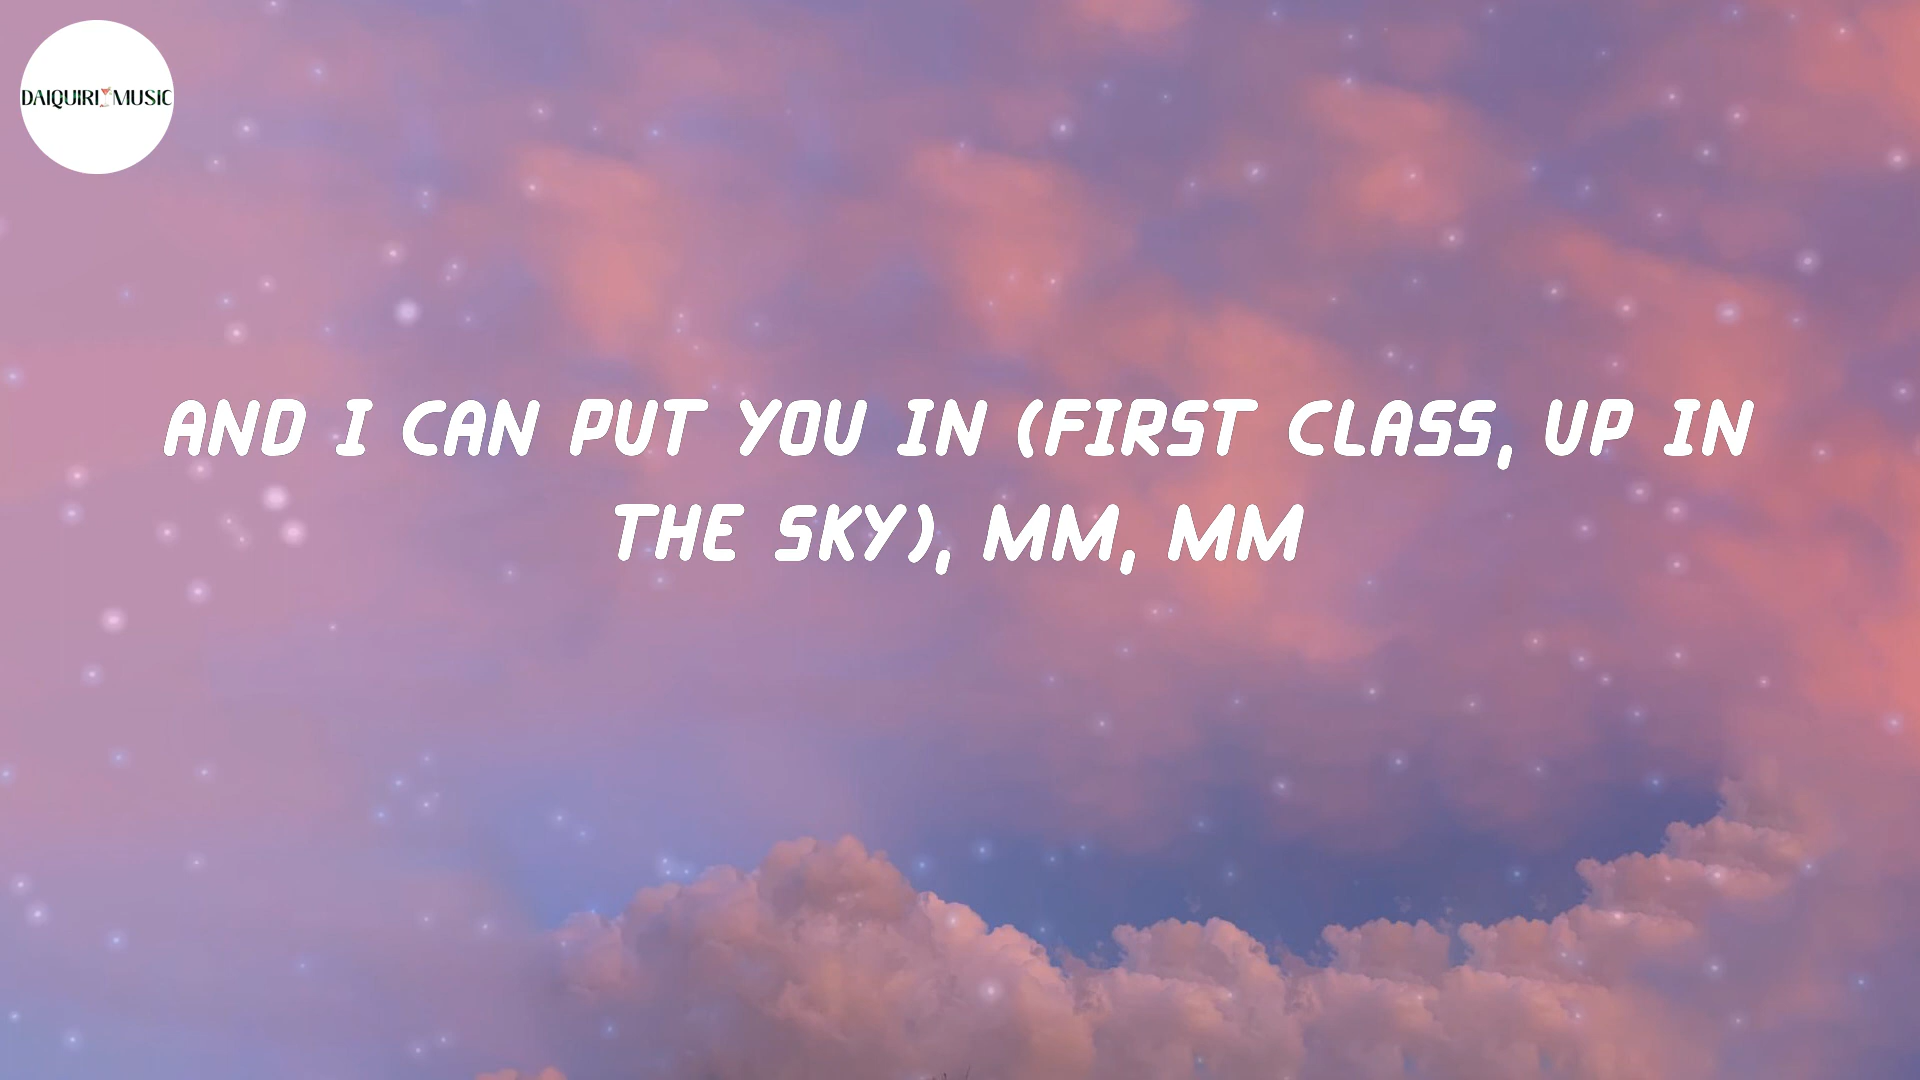 DAIQUIRI MUSIC
AND I CAN PUT YOU IN (FIRST CLASS, UP IN
THE SKY), MM, MM